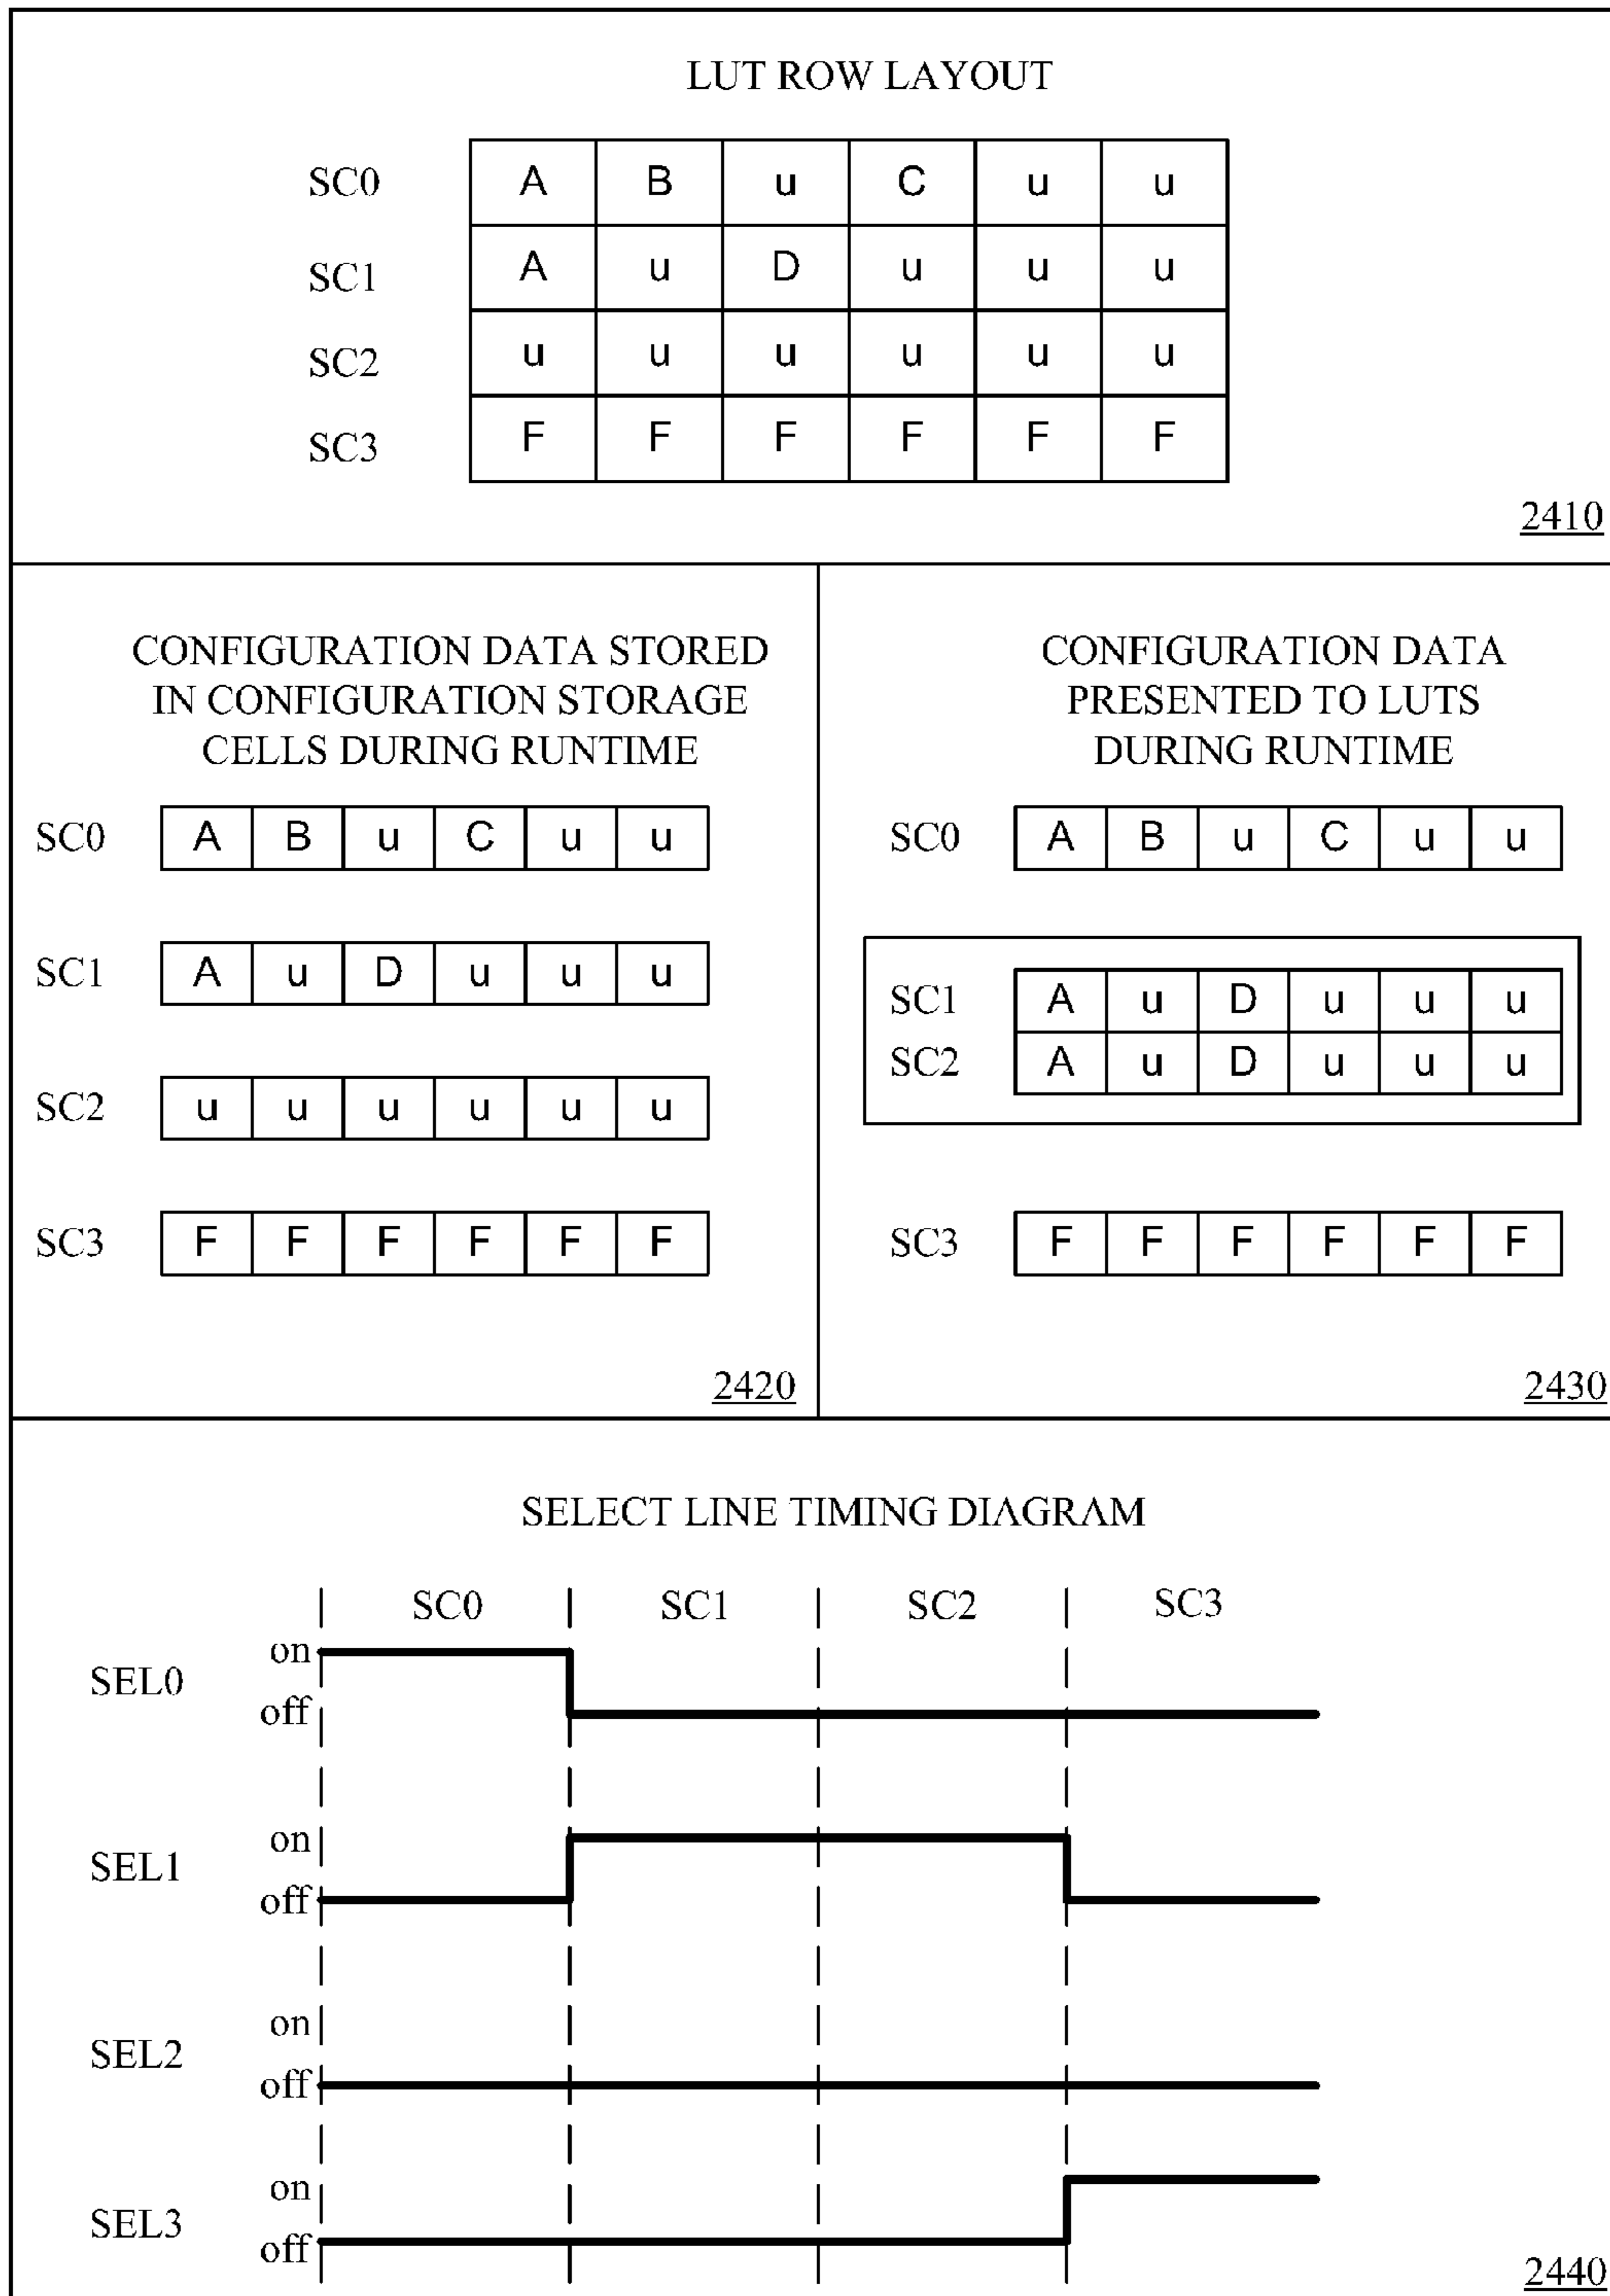 LUT ROW LAYOUT
SC0 A B u C u u
SC1 A u D u u u
SC2 u u u u u u
SC3 F F F F F F
2410
CONFIGURATION DATA STORED
IN CONFIGURATION STORAGE
CELLS DURING RUNTIME
SC0 A B u C u u
SC1 A u D u u u
SC2 u u u u u u
SC3 F F F F F F
2420
CONFIGURATION DATA
PRESENTED TO LUTS
DURING RUNTIME
SC0 A B u C u u
SC1 A u D u u u
SC2 A u D u u u
SC3 F F F F F F
2430
SELECT LINE TIMING DIAGRAM
SC0 SC1 SC2 SC3
on
SEL0
off
on
SEL1
off
on
SEL2
off
on
SEL3
off
2440